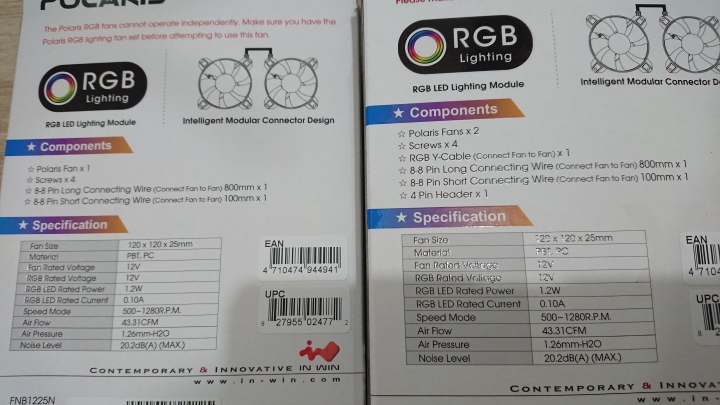 POLARIS
The Polaris RGB fans cannot operate independently. Make sure you have the
Polaris RGB lighting fan set before attempting to use this fan.
RGB
Lighting
RGB LED Lighting Module
Intelligent Modular Connector Design
★ Components
☆ Polaris Fan x 1
☆ Screws x 4
☆ 8-8 Pin Long Connecting Wire (Connect Fan to Fan) 800mm x 1
☆ 8-8 Pin Short Connecting Wire (Connect Fan to Fan) 100mm x 1
★ Specification
Fan Size 120 x 120 x 25mm
Material PBT, PC
Fan Rated Voltage 12V
RGB Rated Voltage 12V
RGB LED Rated Power 1.2W
RGB LED Rated Current 0.10A
Speed Mode 500~1280R.P.M.
Air Flow 43.31CFM
Air Pressure 1.26mm-H2O
Noise Level 20.2dB(A) (MAX.)
EAN
4 710474 944941
UPC
8 27955 02477 2
CONTEMPORARY & INNOVATIVE IN WIN
www.in-win.com
FNB1225N
Please
RGB
Lighting
RGB LED Lighting Module
Intelligent Modular Connector D
★ Components
☆ Polaris Fans x 2
☆ Screws x 4
☆ RGB Y-Cable (Connect Fan to Fan) x 1
☆ 8-8 Pin Long Connecting Wire (Connect Fan to Fan) 800mm x 1
☆ 8-8 Pin Short Connecting Wire (Connect Fan to Fan) 100mm x 1
☆ 4 Pin Header x 1
★ Specification
Fan Size 120 x 120 x 25mm
Material PBT, PC
Fan Rated Voltage 12V
RGB Rated Voltage 12V
RGB LED Rated Power 1.2W
RGB LED Rated Current 0.10A
Speed Mode 500~1280R.P.M.
Air Flow 43.31CFM
Air Pressure 1.26mm-H2O
Noise Level 20.2dB(A) (MAX.)
EAN
4 7104
UPC
8 2
CONTEMPORARY & INNOVATIVE
www.in-